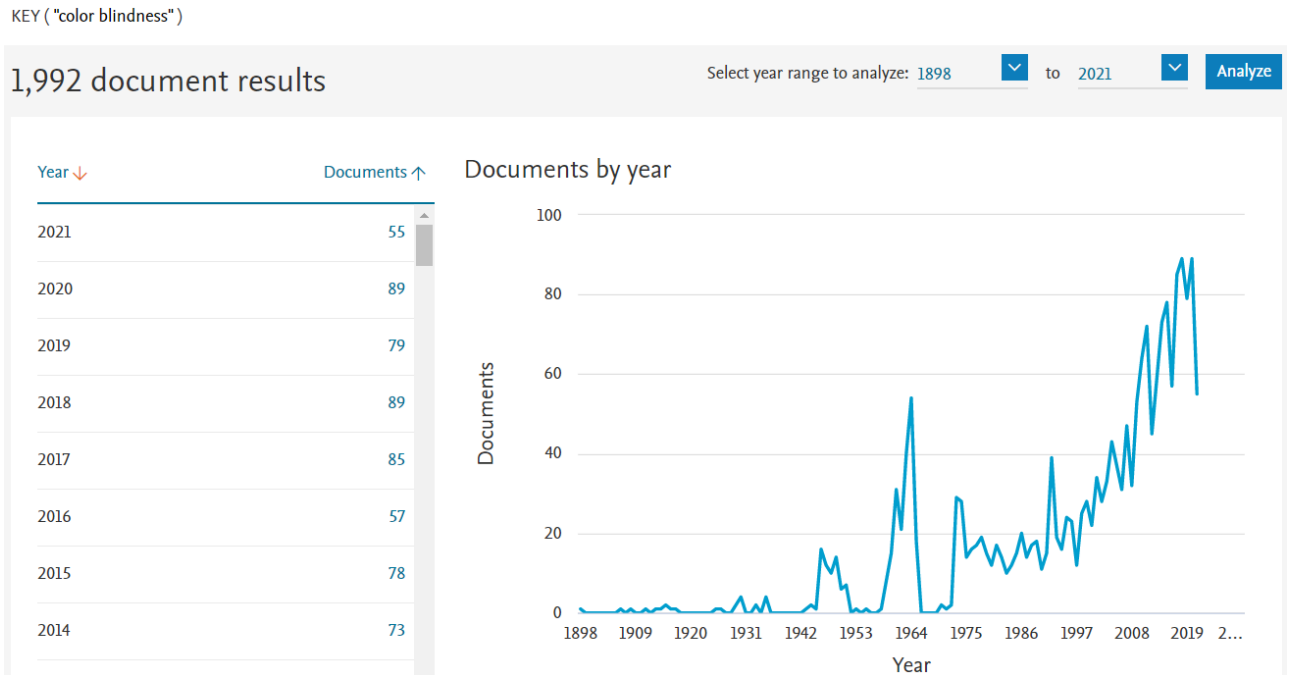 KEY ( "color blindness" )
1,992 document results
Select year range to analyze: 1898 to 2021 Analyze
Year Documents
2021 55
2020 89
2019 79
2018 89
2017 85
2016 57
2015 78
2014 73
Documents by year
100
80
60
40
20
0
Documents
1898 1909 1920 1931 1942 1953 1964 1975 1986 1997 2008 2019 2...
Year